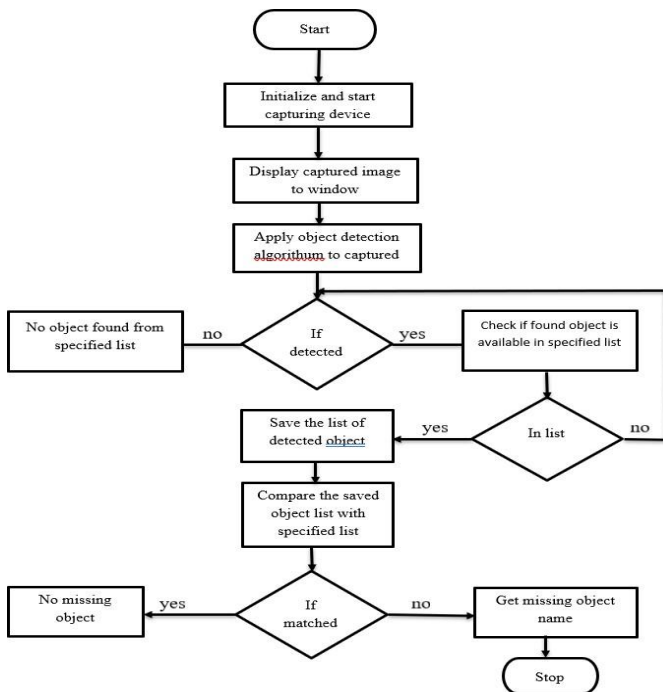 Start
Initialize and start
capturing device
Display captured image
to window
Apply object detection
algorithum to captured
No object found from
specified list
no
If
detected
yes
Check if found object is
available in specified list
Save the list of
detected object
yes
In list
no
Compare the saved
object list with
specified list
No missing
object
yes
If
matched
no
Get missing object
name
Stop